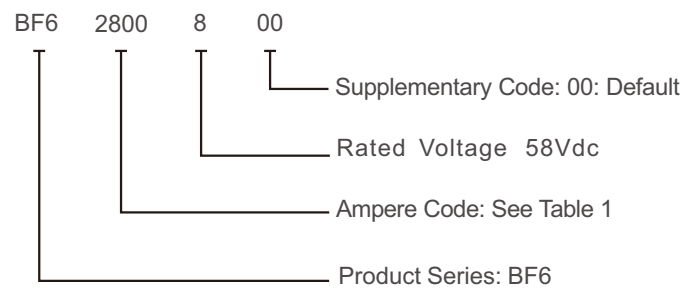 BF6 2800 8 00
Supplementary Code: 00: Default
Rated Voltage 58Vdc
Ampere Code: See Table 1
Product Series: BF6